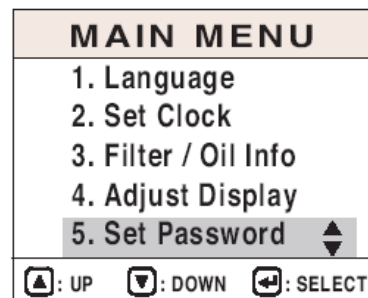 MAIN MENU
1. Language
2. Set Clock
3. Filter / Oil Info
4. Adjust Display
5. Set Password
: UP : DOWN : SELECT